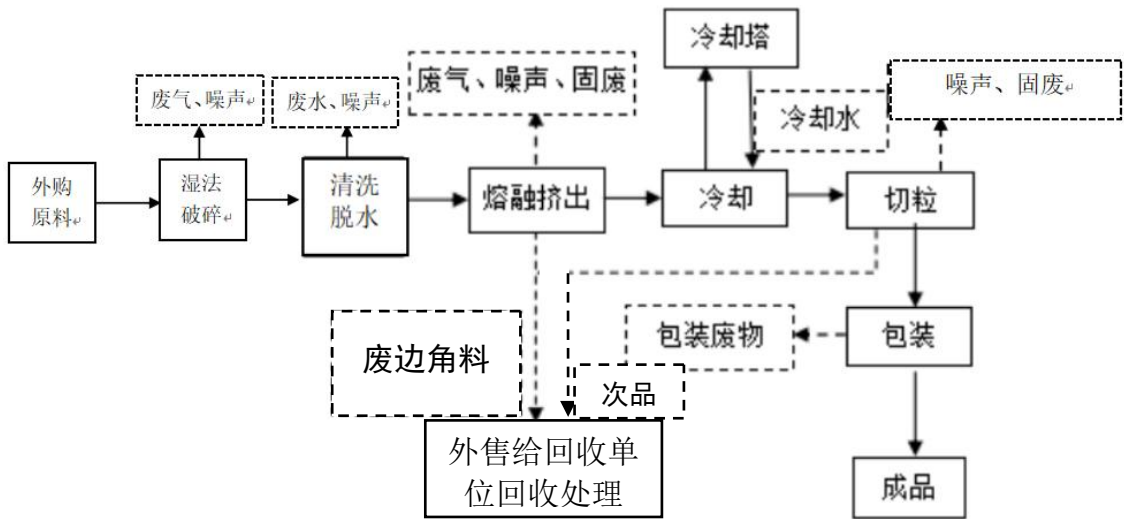 冷却塔
废气、噪声、固废
噪声、固废
废气、噪声
废水、噪声
冷却水
外购
原料
湿法
破碎
清洗
脱水
熔融挤出
冷却
切粒
废边角料
包装废物
包装
次品
外售给回收单
位回收处理
成品